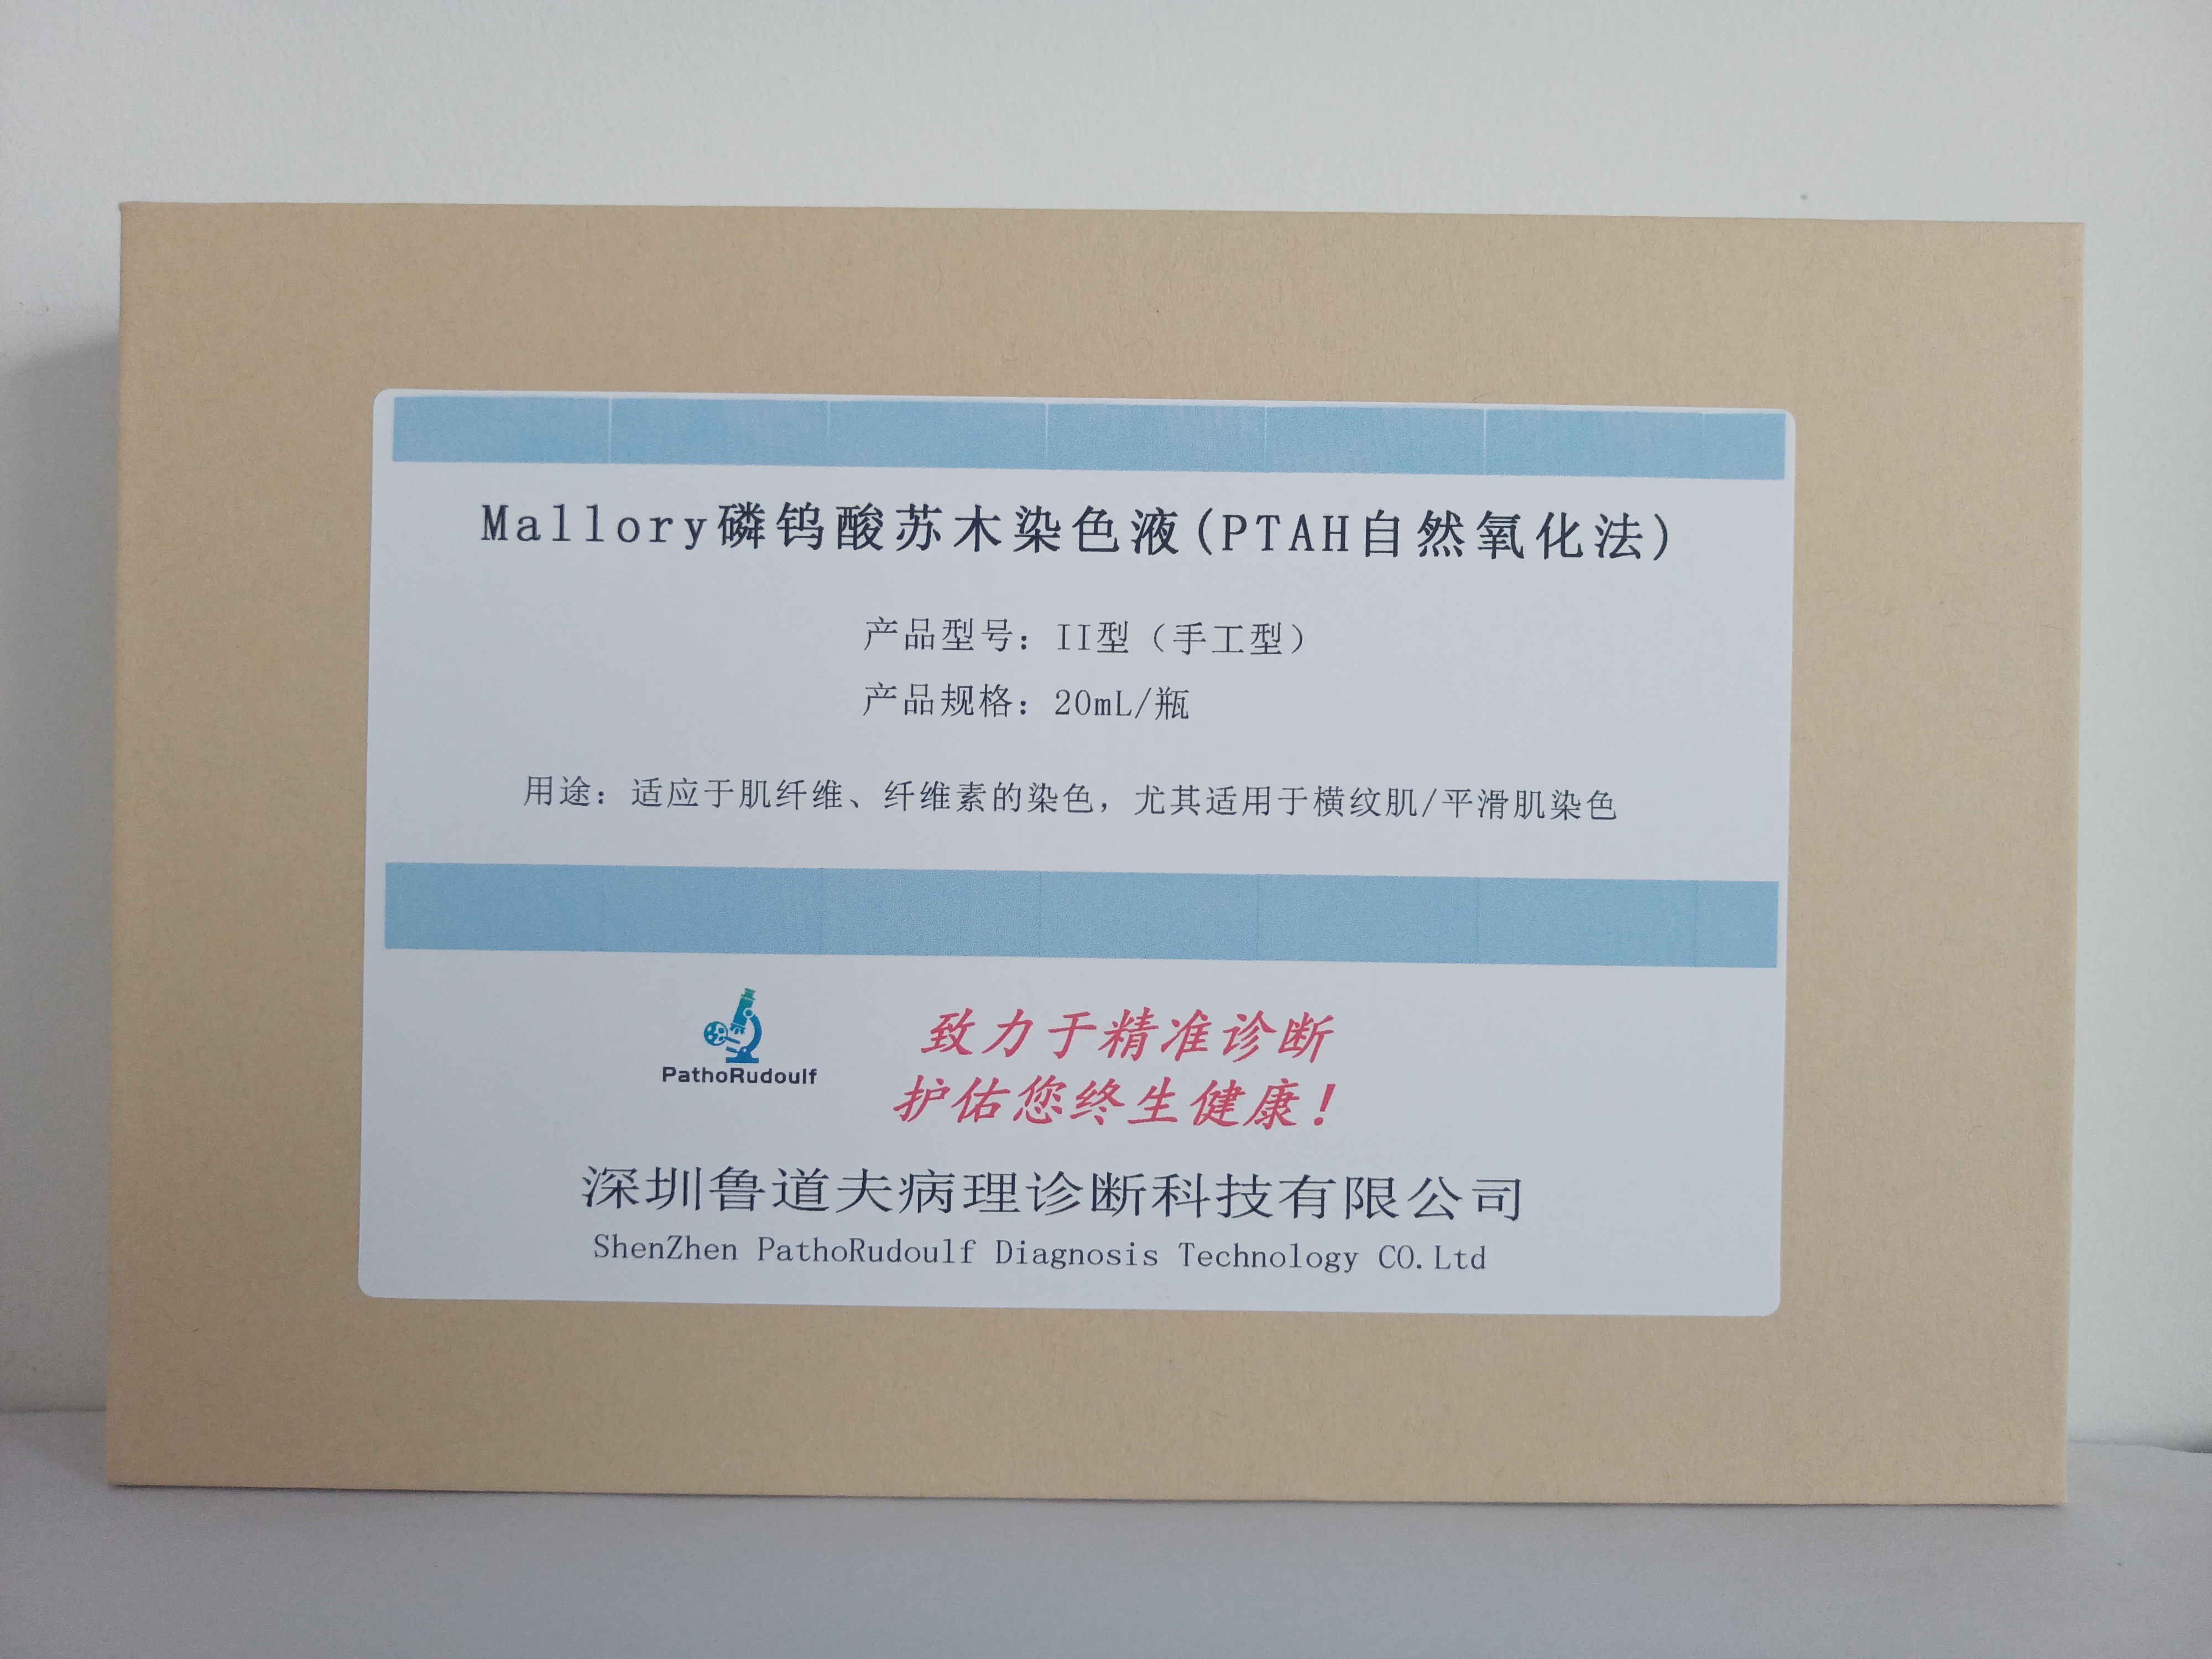 Mallory磷钨酸苏木染色液(PTAH自然氧化法)
产品型号：II型（手工型）
产品规格：20mL/瓶
用途：适应于肌纤维、纤维素的染色，尤其适用于横纹肌/平滑肌染色
PathoRudoulf
致力于精准诊断
护佑您终生健康！
深圳鲁道夫病理诊断科技有限公司
ShenZhen PathoRudoulf Diagnosis Technology CO.Ltd